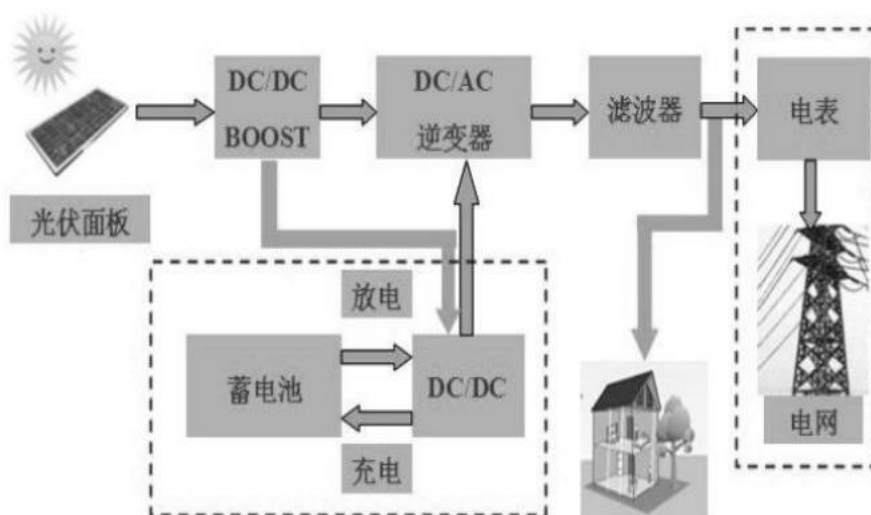 DC/DC
BOOST
DC/AC
逆变器
滤波器
电表
光伏面板
放电
蓄电池
DC/DC
充电
电网